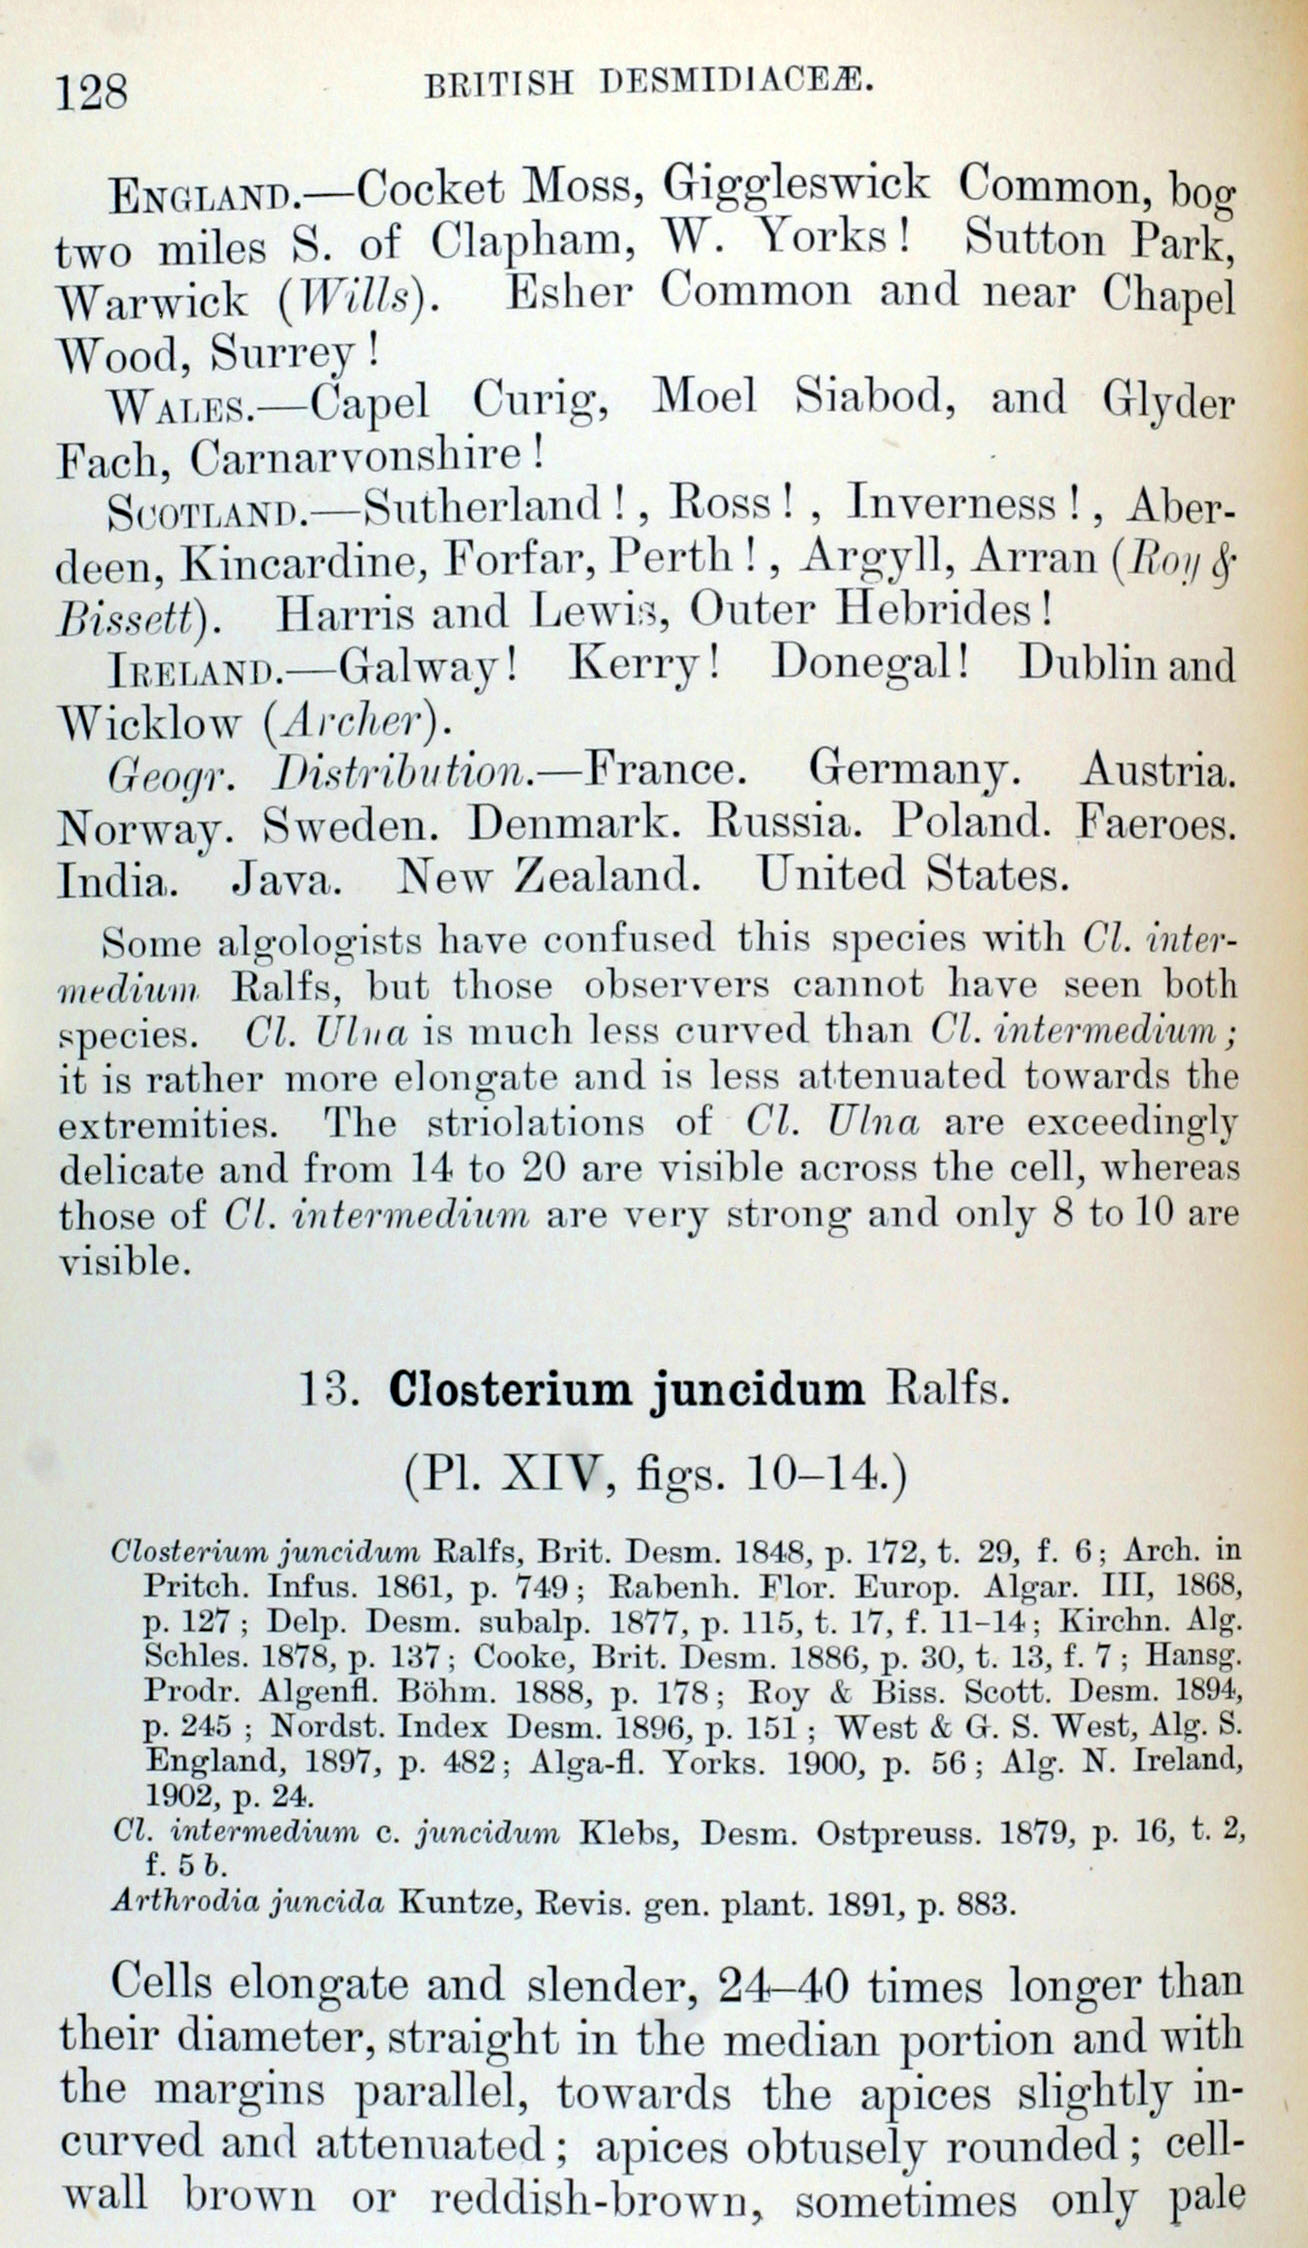 128
BRITISH DESMIDIACEÆ.
ENGLAND.—Cocket Moss, Giggleswick Common, bog
two miles S. of Clapham, W. Yorks! Sutton Park,
Warwick (Wills). Esher Common and near Chapel
Wood, Surrey!
WALES.—Capel Curig, Moel Siabod, and Glyder
Fach, Carnarvonshire!
SCOTLAND.—Sutherland!, Ross!, Inverness!, Aber-
deen, Kincardine, Forfar, Perth!, Argyll, Arran (Roy &
Bissett). Harris and Lewis, Outer Hebrides!
IRELAND.—Galway! Kerry! Donegal! Dublin and
Wicklow (Archer).
Geogr. Distribution.—France. Germany. Austria.
Norway. Sweden. Denmark. Russia. Poland. Faeroes.
India. Java. New Zealand. United States.
Some algologists have confused this species with Cl. inter-
medium Ralfs, but those observers cannot have seen both
species. Cl. Ulna is much less curved than Cl. intermedium;
it is rather more elongate and is less attenuated towards the
extremities. The striolations of Cl. Ulna are exceedingly
delicate and from 14 to 20 are visible across the cell, whereas
those of Cl. intermedium are very strong and only 8 to 10 are
visible.
13. Closterium juncidum Ralfs.
(Pl. XIV, figs. 10–14.)
Closterium juncidum Ralfs, Brit. Desm. 1848, p. 172, t. 29, f. 6; Arch. in
Pritch. Infus. 1861, p. 749; Rabenh. Flor. Europ. Algar. III, 1868,
p. 127; Delp. Desm. subalp. 1877, p. 115, t. 17, f. 11–14; Kirchn. Alg.
Schles. 1878, p. 137; Cooke, Brit. Desm. 1886, p. 30, t. 13, f. 7; Hansg.
Prodr. Algenfl. Böhm. 1888, p. 178; Roy & Biss. Scott. Desm. 1894,
p. 245; Nordst. Index Desm. 1896, p. 151; West & G. S. West, Alg. S.
England, 1897, p. 482; Alga-fl. Yorks. 1900, p. 56; Alg. N. Ireland,
1902, p. 24.
Cl. intermedium c. juncidum Klebs, Desm. Ostpreuss. 1879, p. 16, t. 2,
f. 5 b.
Arthrodia juncida Kuntze, Revis. gen. plant. 1891, p. 883.
Cells elongate and slender, 24–40 times longer than
their diameter, straight in the median portion and with
the margins parallel, towards the apices slightly in-
curved and attenuated; apices obtusely rounded; cell-
wall brown or reddish-brown, sometimes only pale